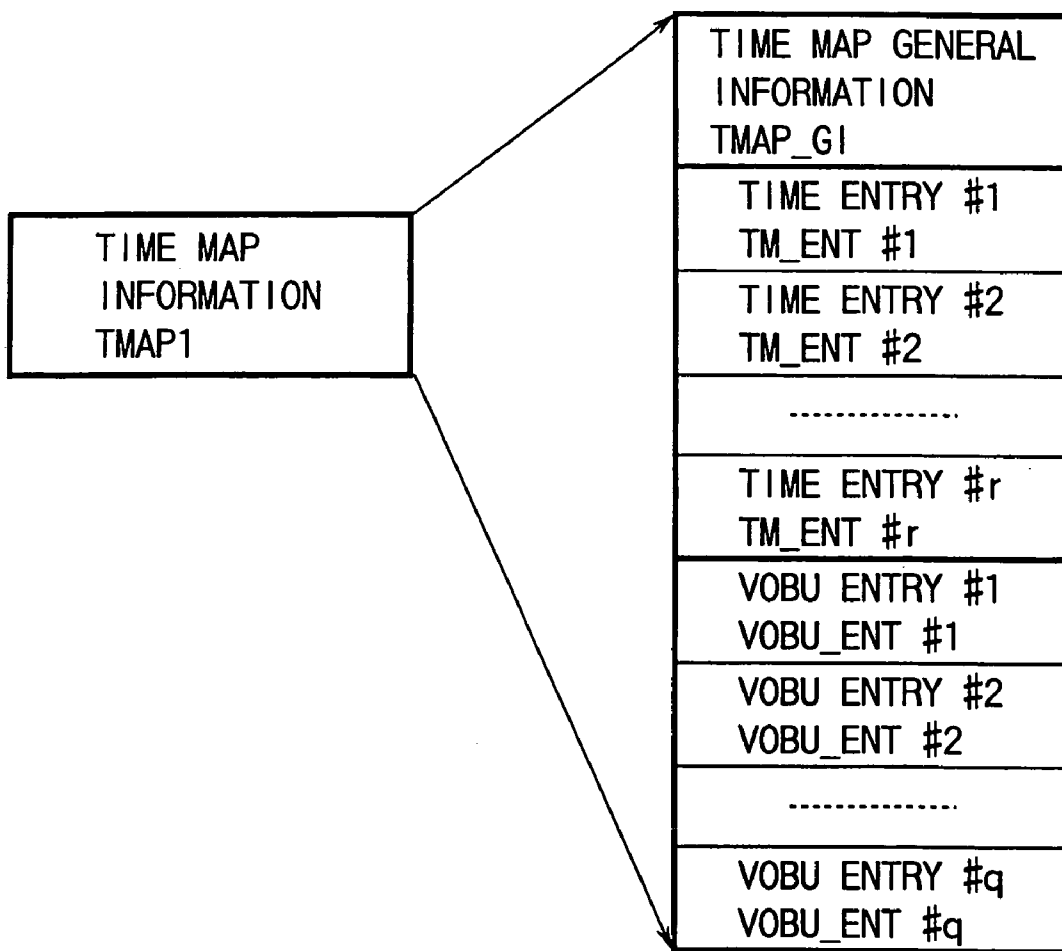 TIME MAP
INFORMATION
TMAP1
TIME MAP GENERAL
INFORMATION
TMAP_GI
TIME ENTRY #1
TM_ENT #1
TIME ENTRY #2
TM_ENT #2
TIME ENTRY #r
TM_ENT #r
VOBU ENTRY #1
VOBU_ENT #1
VOBU ENTRY #2
VOBU_ENT #2
VOBU ENTRY #q
VOBU_ENT #q